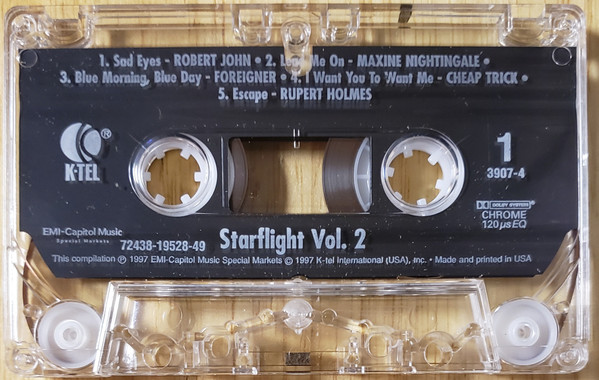 1. Sad Eyes - ROBERT JOHN • 2. Lead Me On - MAXINE NIGHTINGALE •
3. Blue Morning, Blue Day - FOREIGNER • 4. I Want You To Want Me - CHEAP TRICK •
5. Escape - RUPERT HOLMES
K-TEL ®
1
3907-4
DOLBY SYSTEM ®
CHROME
120 µs EQ
EMI-Capitol Music
Special Markets
72438-19528-49
Starflight Vol. 2
This compilation ℗ 1997 EMI-Capitol Music Special Markets © 1997 K-tel International (USA), Inc. • Made and printed in USA